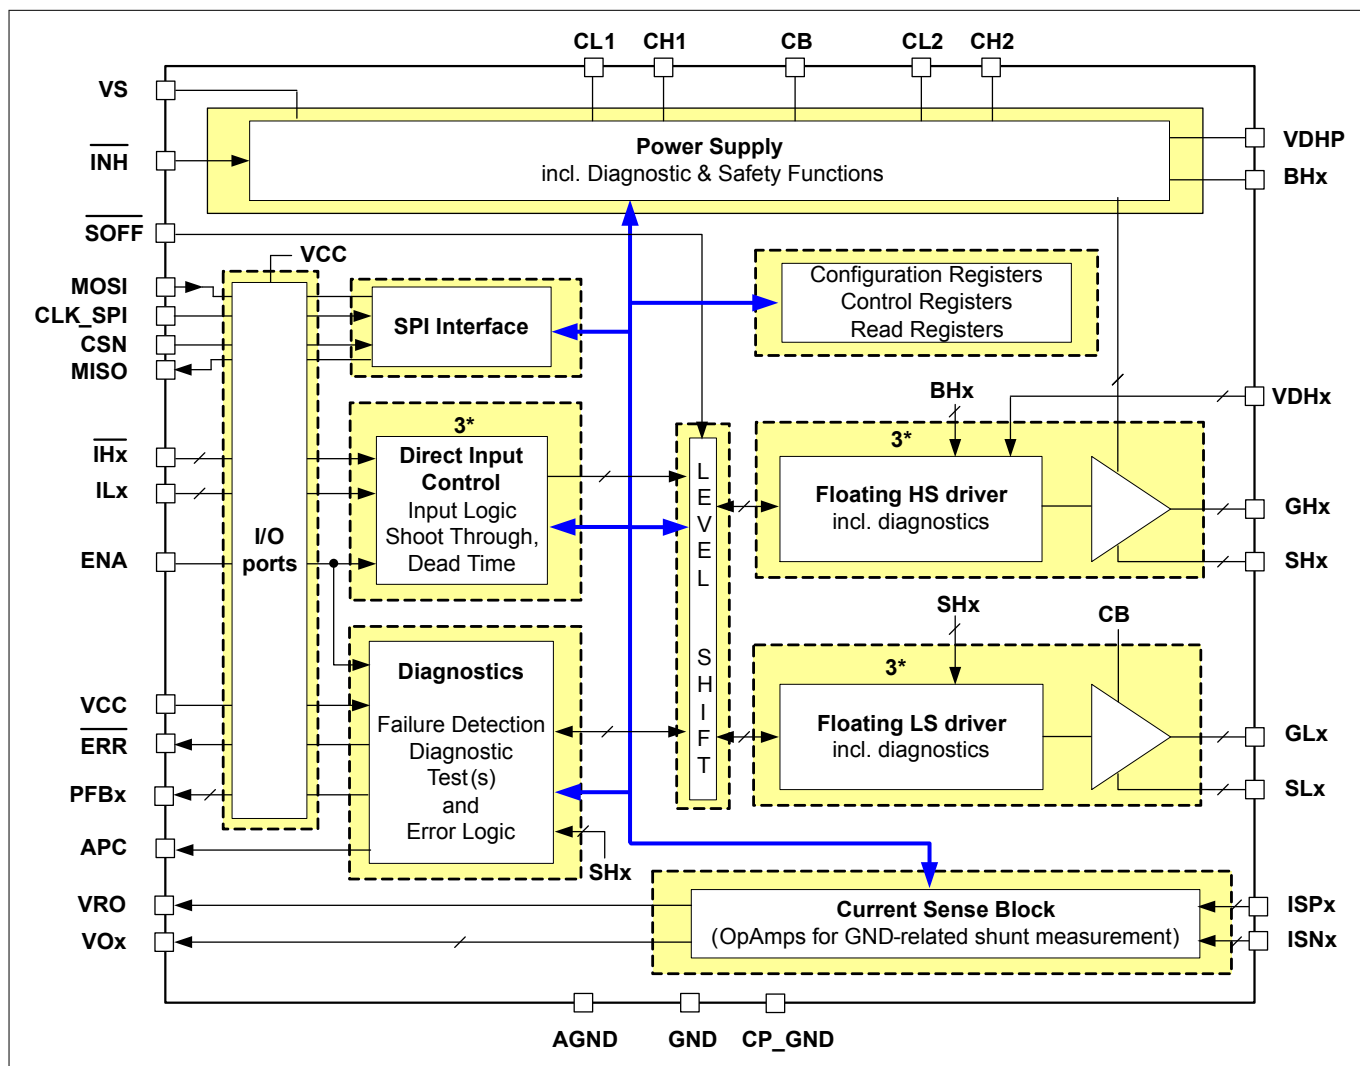 CL1 CH1 CB CL2 CH2
VS
INH
SOFF
VCC
MOSI
CLK_SPI
CSN
MISO
IHx
ILx
ENA
VCC
ERR
PFBx
APC
VRO
VOx
Power Supply
incl. Diagnostic & Safety Functions
VDHP
BHx
I/O
ports
SPI Interface
Configuration Registers
Control Registers
Read Registers
3*
Direct Input
Control
Input Logic
Shoot Through,
Dead Time
Diagnostics
Failure Detection
Diagnostic
Test(s)
and
Error Logic
SHx
LEVEL SHIFT
BHx
VDHx
3*
Floating HS driver
incl. diagnostics
GHx
SHx
SHx
CB
3*
Floating LS driver
incl. diagnostics
GLx
SLx
Current Sense Block
(OpAmps for GND-related shunt measurement)
ISPx
ISNx
AGND GND CP_GND